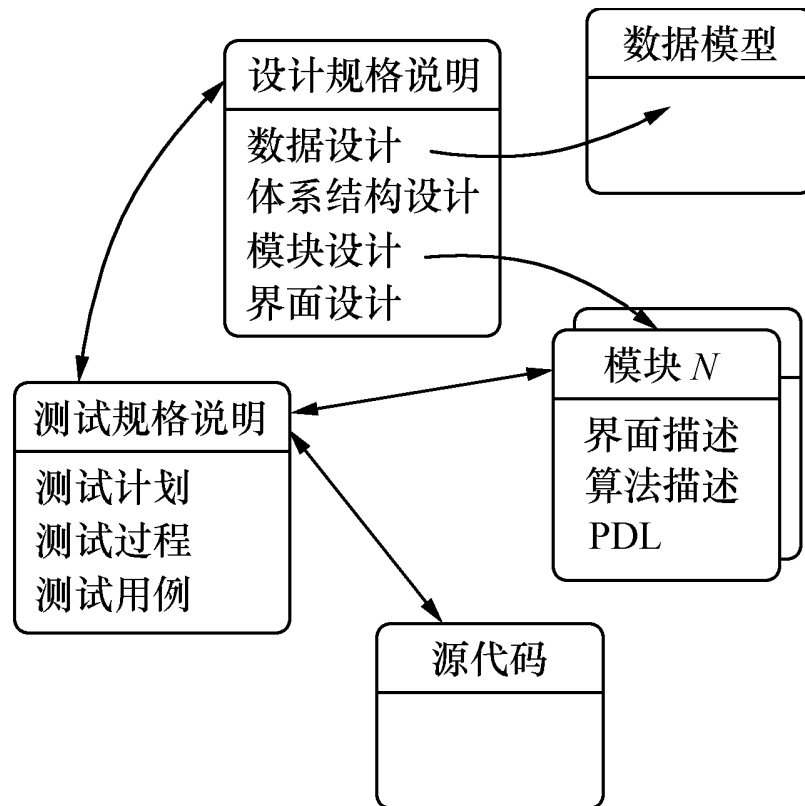 设计规格说明
数据设计
体系结构设计
模块设计
界面设计
数据模型
测试规格说明
测试计划
测试过程
测试用例
模块 N
界面描述
算法描述
PDL
源代码